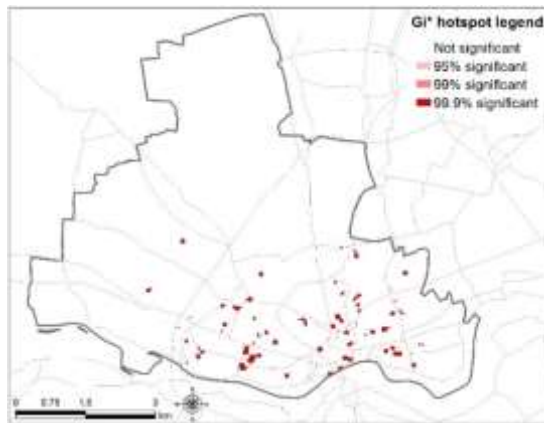 Gi* hotspot legend
Not significant
95% significant
99% significant
99.9% significant
0 0.75 1.5 3
km